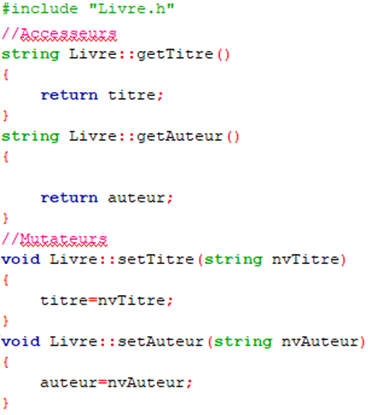 #include "Livre.h"
//Accesseurs
string Livre::getTitre()
{
    return titre;
}
string Livre::getAuteur()
{

    return auteur;
}
//Mutateurs
void Livre::setTitre(string nvTitre)
{
    titre=nvTitre;
}
void Livre::setAuteur(string nvAuteur)
{
    auteur=nvAuteur;
}